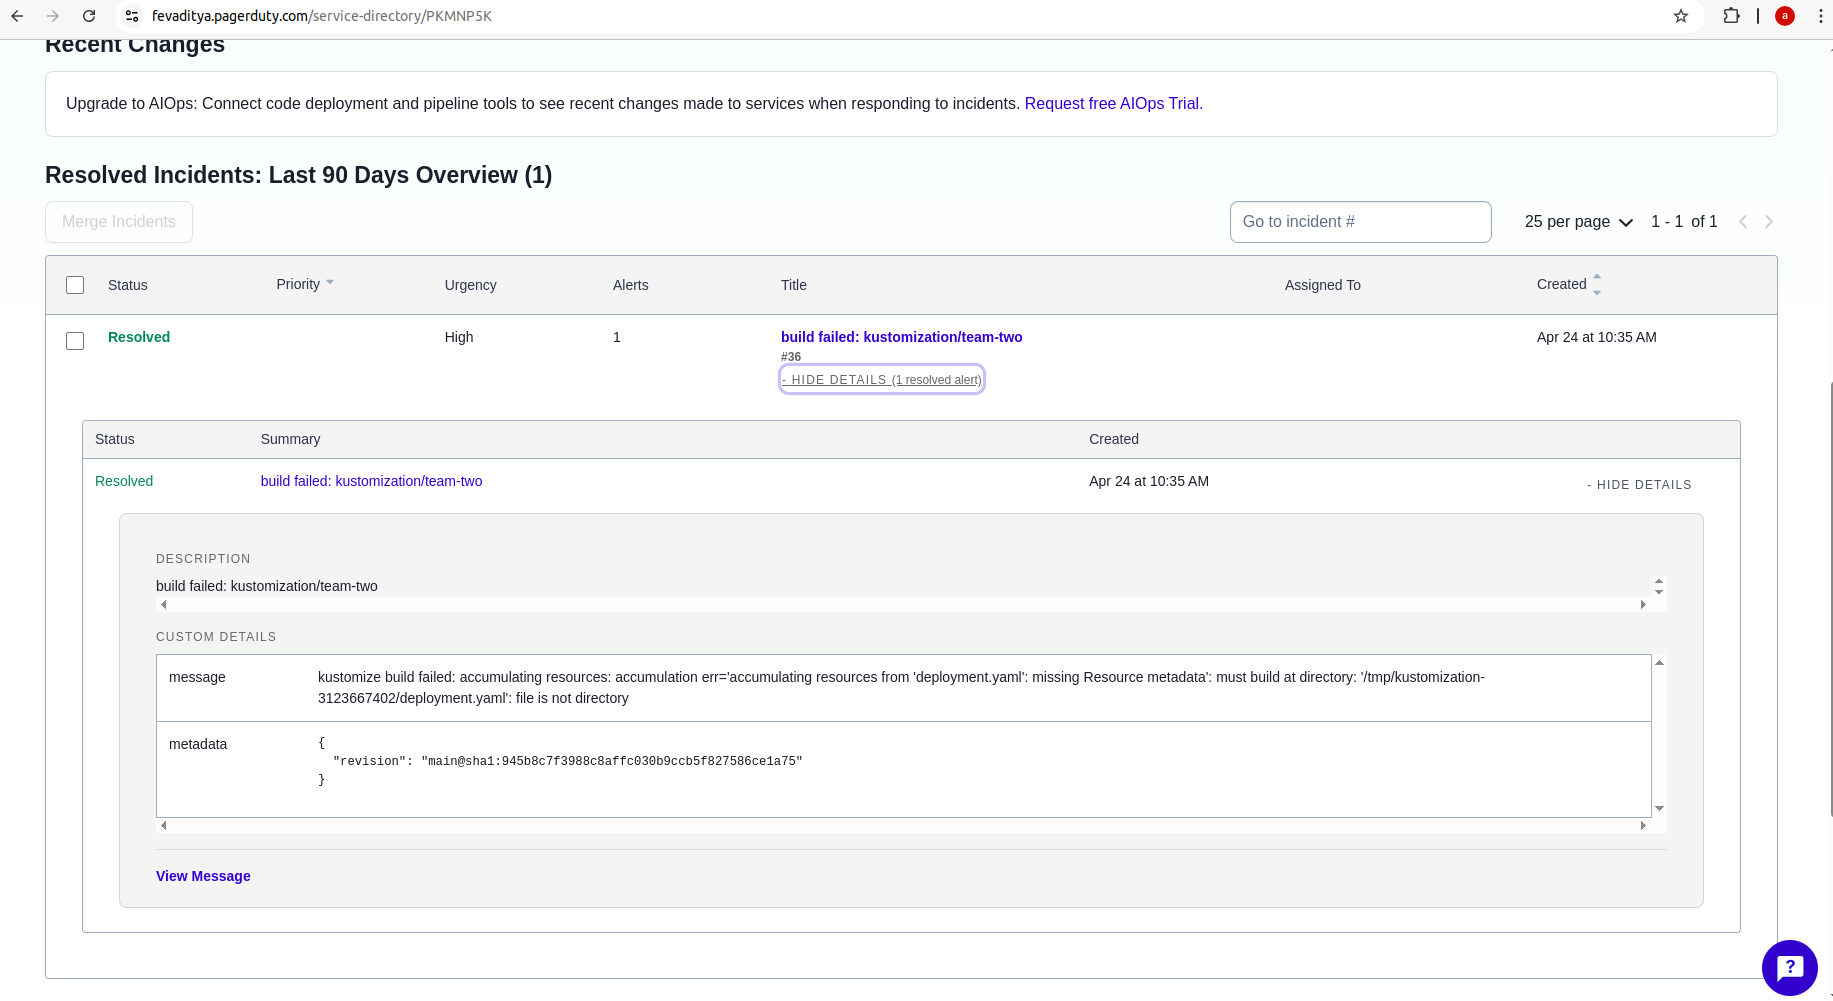 fevaditya.pagerduty.com/service-directory/PKMNP5K
a
Recent Changes
Upgrade to AIOps: Connect code deployment and pipeline tools to see recent changes made to services when responding to incidents. Request free AIOps Trial.
Resolved Incidents: Last 90 Days Overview (1)
Merge Incidents
Go to incident #
25 per page
1 - 1 of 1
Status Priority Urgency Alerts Title Assigned To Created
Resolved High 1 build failed: kustomization/team-two Apr 24 at 10:35 AM
#36
- HIDE DETAILS (1 resolved alert)
Status Summary Created
Resolved build failed: kustomization/team-two Apr 24 at 10:35 AM - HIDE DETAILS
DESCRIPTION
build failed: kustomization/team-two
CUSTOM DETAILS
message kustomize build failed: accumulating resources: accumulation err='accumulating resources from 'deployment.yaml': missing Resource metadata': must build at directory: '/tmp/kustomization-
3123667402/deployment.yaml': file is not directory
metadata {
"revision": "main@sha1:945b8c7f3988c8affc030b9ccb5f827586ce1a75"
}
View Message
?